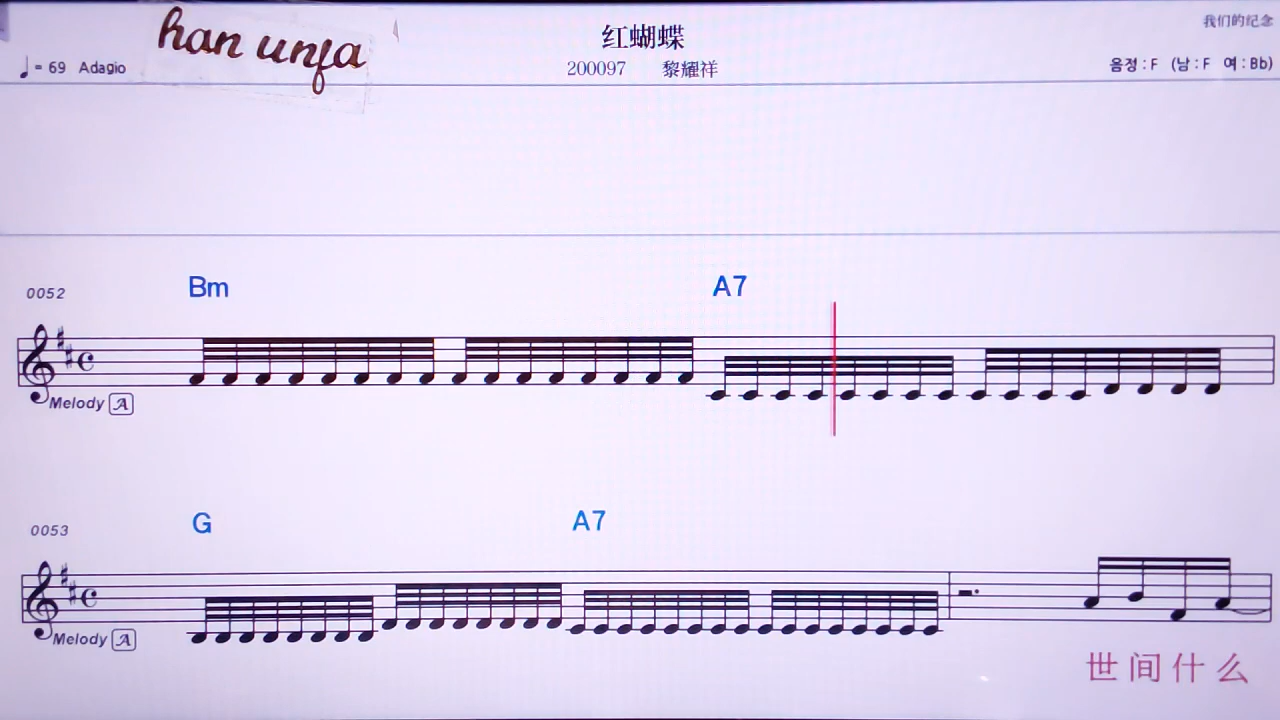 han unfa
红蝴蝶
我们的纪念
♩= 69 Adagio
200097 黎耀祥
음정 : F (남 : F 여 : Bb)
Bm A7
0052
Melody A
G A7
0053
Melody A
世间什么